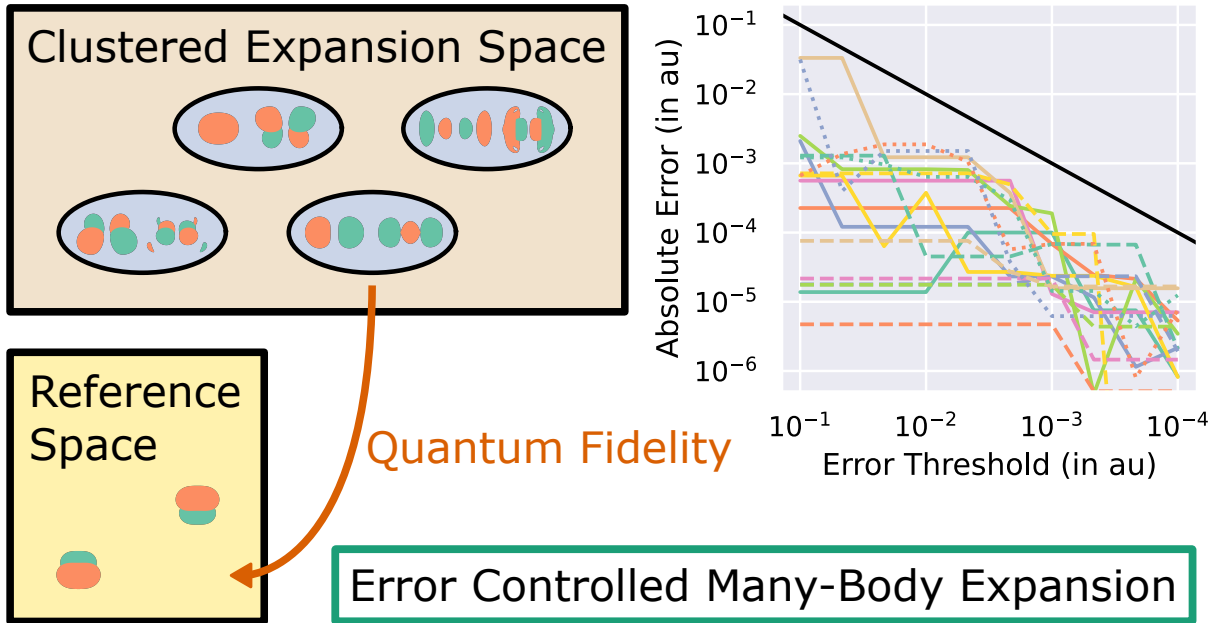 Clustered Expansion Space
Reference
Space
Quantum Fidelity
Absolute Error (in au)
10⁻¹
10⁻²
10⁻³
10⁻⁴
10⁻⁵
10⁻⁶
10⁻¹ 10⁻² 10⁻³ 10⁻⁴
Error Threshold (in au)
Error Controlled Many-Body Expansion